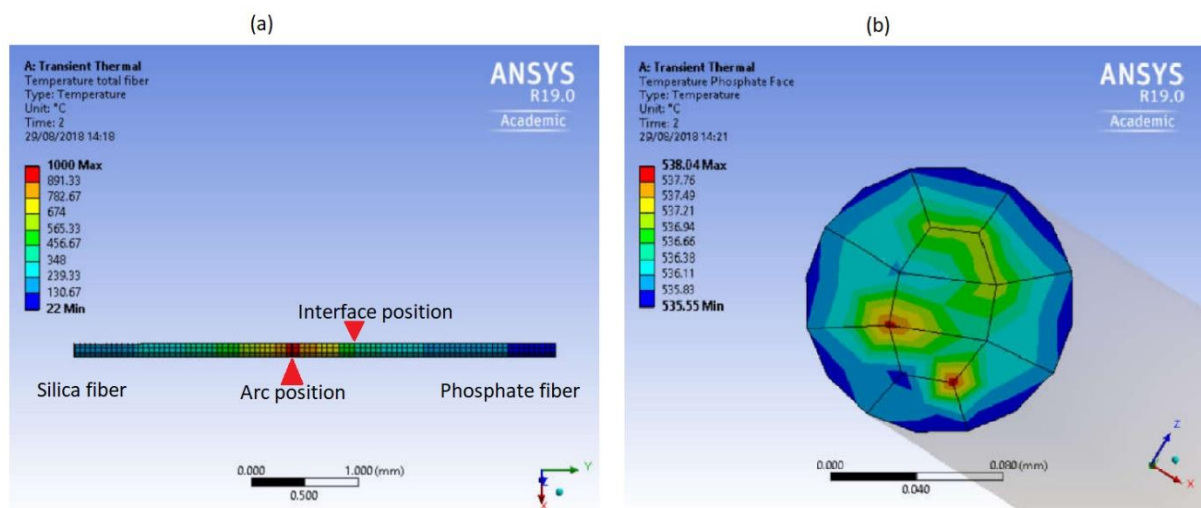 (a)
A: Transient Thermal
Temperature total fiber
Type: Temperature
Unit: °C
Time: 2
29/08/2018 14:18
ANSYS
R19.0
Academic
1000 Max
891.33
782.67
674
565.33
456.67
348
239.33
130.67
22 Min
Interface position
Silica fiber
Arc position
Phosphate fiber
0.000
1.000 (mm)
0.500
Y
Z
X
(b)
A: Transient Thermal
Temperature Phosphate Face
Type: Temperature
Unit: °C
Time: 2
29/08/2018 14:21
ANSYS
R19.0
Academic
538.04 Max
537.76
537.49
537.21
536.94
536.66
536.38
536.11
535.83
535.55 Min
0.000
0.080 (mm)
0.040
Z
X